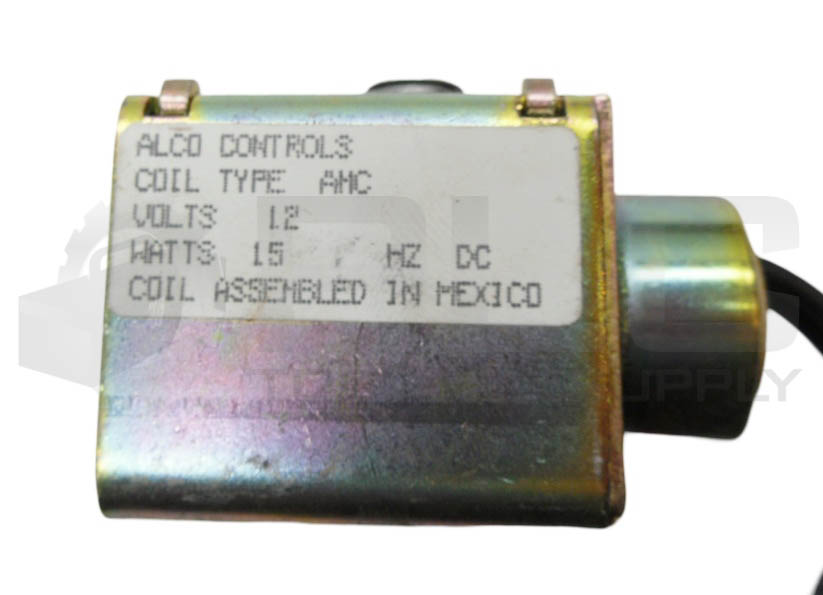 ALCO CONTROLS
COIL TYPE AMC
VOLTS 12
WATTS 15 HZ DC
COIL ASSEMBLED IN MEXICO